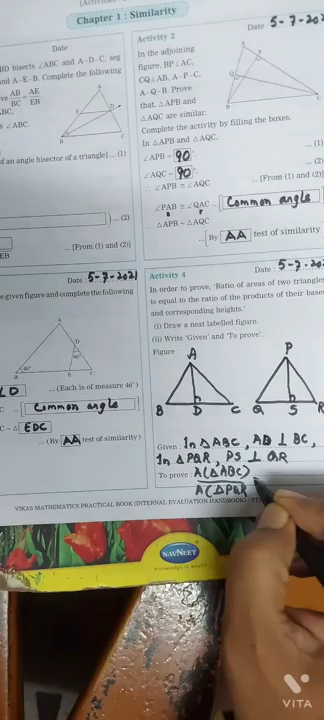 Chapter 1 : Similarity
Date :
BD bisects ∠ABC and A-D-C, seg
and A-E-B. Complete the following
AB/BC = AE/EB
∠ABC.
of an angle bisector of a triangle] ... (1)
... (2)
... [From (1) and (2)]
EB
Activity 2
Date 5-7-202
In the adjoining
figure, BP⊥AC,
CQ⊥AB, A-P-C,
A-Q-B. Prove
that, △APB and
△AQC are similar.
Complete the activity by filling the boxes.
In △APB and △AQC.
∠APB = 90 ° ... (1)
∠AQC = 90 ° ... (2)
∴ ∠APB ≅ ∠AQC ... [From (1) and (2)]
∠PAB ≅ ∠QAC ... Common angle
∴ △APB ~ △AQC
... [By AA test of similarity
Date : 5-7-2021
e given figure and complete the following
A
D
46°
46°
B E C
LD ... (Each is measure 46°)
C ... Common angle
C ~ △ EDC
... (By AA test of similarity)
Activity 4
Date : 5-7-202
In order to prove, 'Ratio of areas of two triangles
is equal to the ratio of the products of their bases
and corresponding heights.'
(i) Draw a neat labelled figure.
(ii) Write 'Given' and 'To prove'.
Figure :
A P
B D C Q S R
Given : In △ABC, AD ⊥ BC,
In △PQR, PS ⊥ QR
To prove : A(△ABC)
A(△PQR
VIKAS MATHEMATICS PRACTICAL BOOK (INTERNAL EVALUATION HANDBOOK) : STA
NAVNEET
Knowledge is wealth
VITA